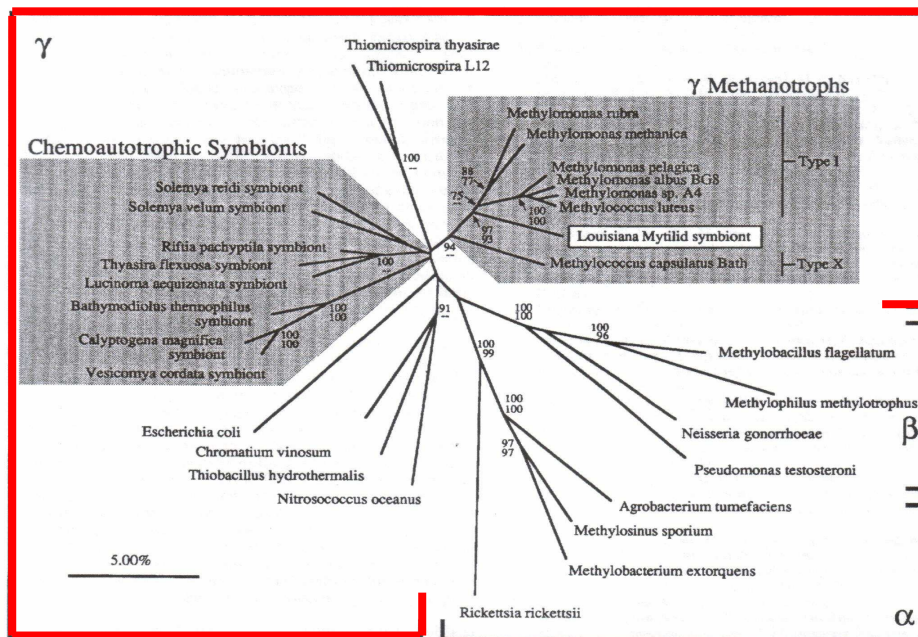 γ
Thiomicrospira thyasirae
Thiomicrospira L12
γ Methanotrophs
Methylomonas rubra
Methylomonas methanica
Type I
Chemoautotrophic Symbionts
Methylomonas pelagica
Methylomonas albus BG8
Methylomonas sp. A4
Methylococcus luteus
100
88
77
75
100
100
Solemya reidi symbiont
Solemya velum symbiont
97
93
Louisiana Mytilid symbiont
94
Riftia pachyptila symbiont
Thyasira flexuosa symbiont
100
Lucinoma aequizonata symbiont
Methylococcus capsulatus Bath
Type X
Bathymodiolus thermophilus
symbiont
100
100
Calyptogena magnifica
symbiont
100
100
Vesicomya cordata symbiont
91
100
100
100
96
Methylobacillus flagellatum
100
99
Methylophilus methylotrophus
Escherichia coli
Chromatium vinosum
Thiobacillus hydrothermalis
Nitrosococcus oceanus
100
100
Neisseria gonorrhoeae
β
97
97
Pseudomonas testosteroni
Agrobacterium tumefaciens
Methylosinus sporium
5.00%
Methylobacterium extorquens
Rickettsia rickettsii
α